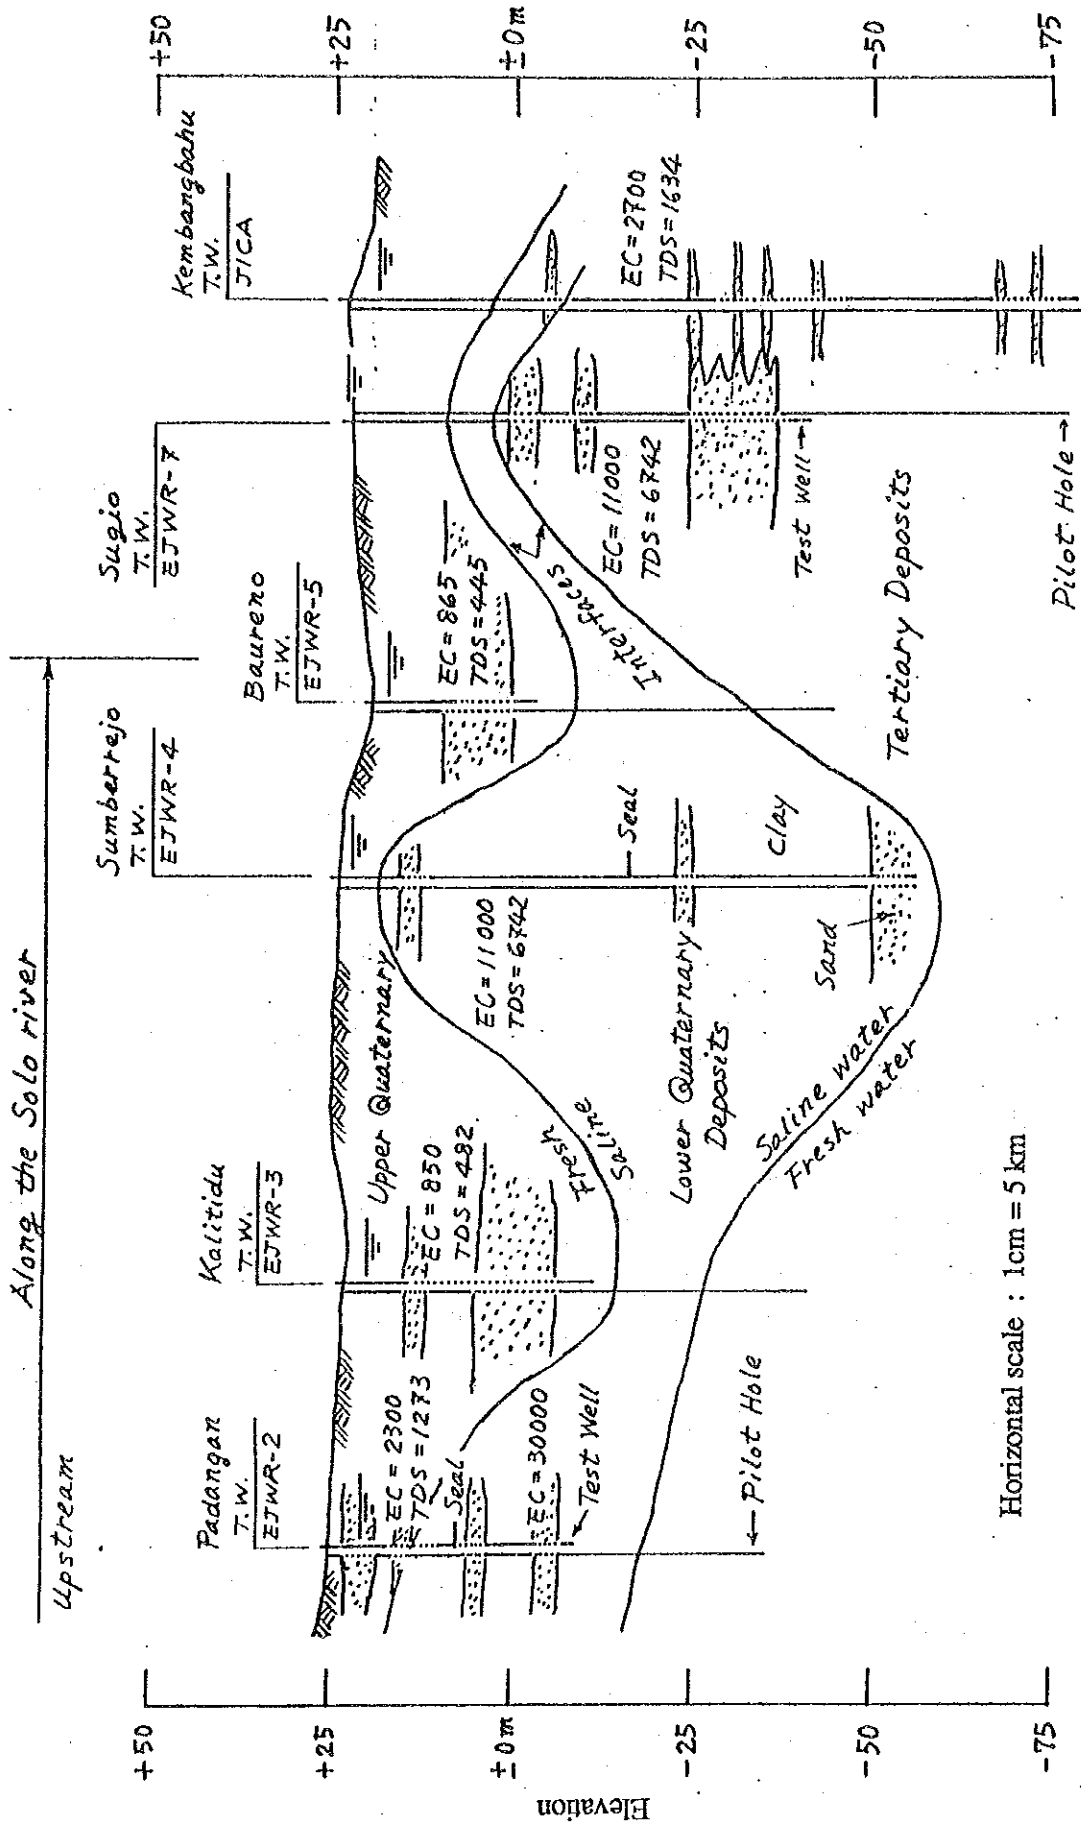 Along the Solo river
Upstream
Padangan
T.W.
EJWR-2
Kalitidu
T.W.
EJWR-3
Sumberrejo
T.W.
EJWR-4
Baureno
T.W.
EJWR-5
Sugio
T.W.
EJWR-7
Kembangbahu
T.W.
JICA
+50
+25
±0m
-25
-50
-75
Elevation
+50
+25
±0m
-25
-50
-75
EC=2300
TDS=1273
Seal
EC=30000
Test Well
Pilot Hole
Upper Quaternary
EC=850
TDS=482
Fresh
Saline
EC=11000
TDS=6742
Seal
Lower Quaternary
Deposits
Clay
Sand
Saline water
Fresh water
EC=865
TDS=445
Interfaces
EC=11000
TDS=6742
Test Well
Tertiary Deposits
Pilot Hole
EC=2700
TDS=1634
Horizontal scale : 1cm = 5 km